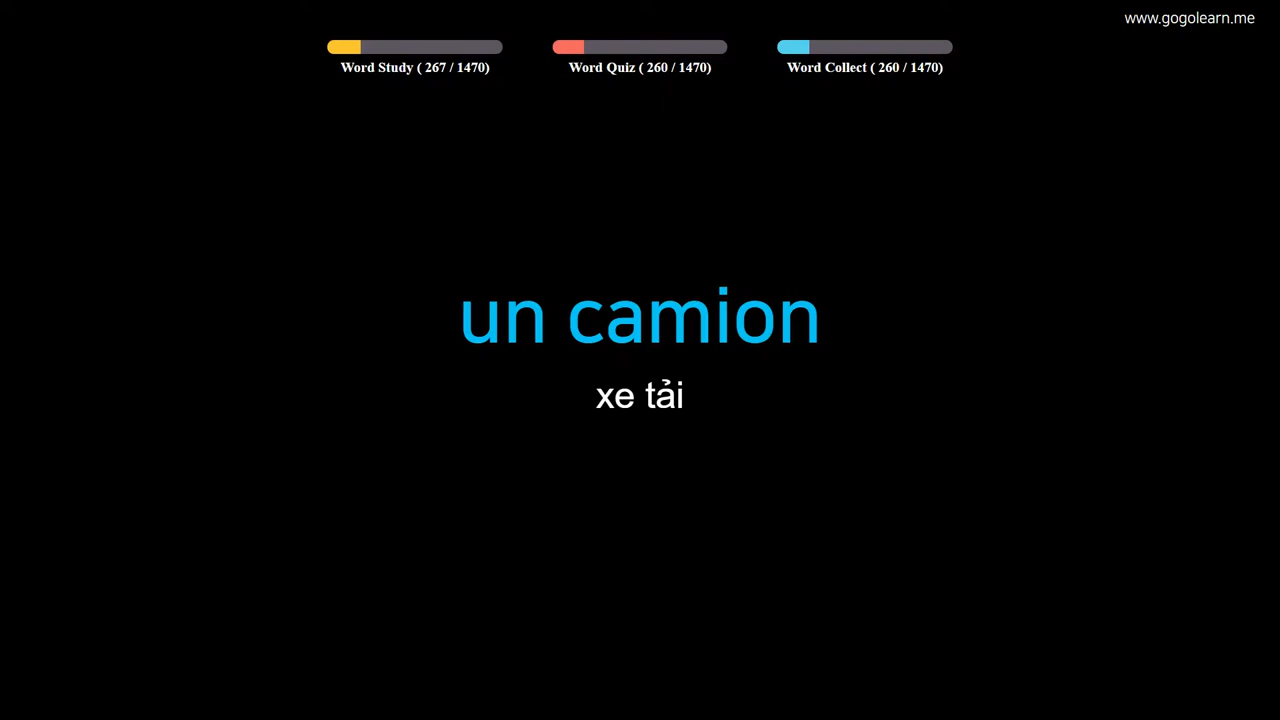 www.gogolearn.me
Word Study ( 267 / 1470)
Word Quiz ( 260 / 1470)
Word Collect ( 260 / 1470)
un camion
xe tải